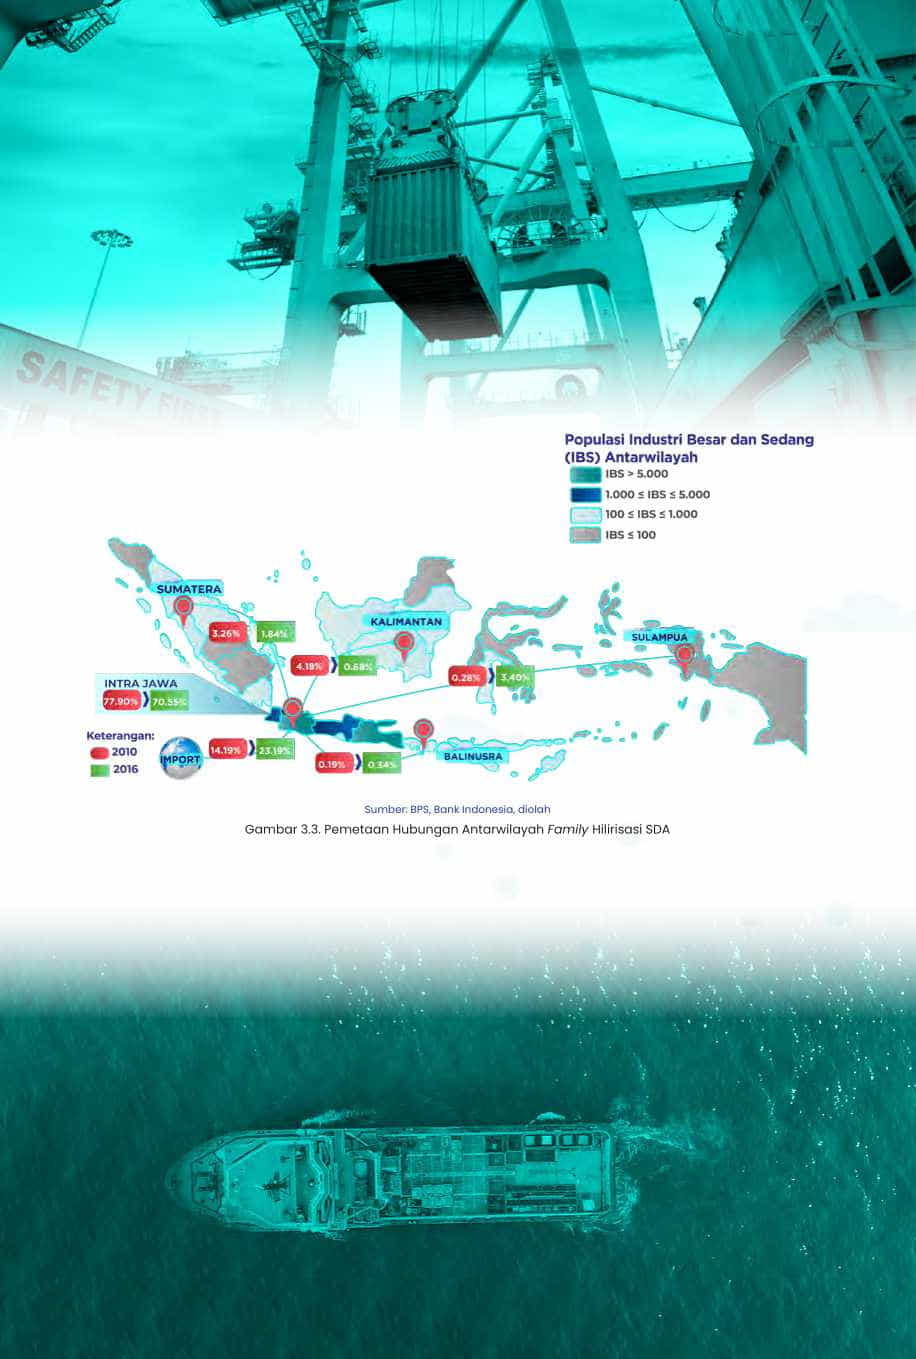 SAFETY FIRST
Populasi Industri Besar dan Sedang
(IBS) Antarwilayah
IBS > 5.000
1.000 ≤ IBS ≤ 5.000
100 ≤ IBS ≤ 1.000
IBS ≤ 100
SUMATERA
3.26% 1.84%
KALIMANTAN
4.19% 0.68%
SULAMPUA
0.28% 3.40%
INTRA JAWA
77.90% 70.55%
Keterangan:
2010
2016
IMPORT
14.19% 23.19%
0.19% 0.34%
BALINUSRA
Sumber: BPS, Bank Indonesia, diolah
Gambar 3.3. Pemetaan Hubungan Antarwilayah Family Hilirisasi SDA